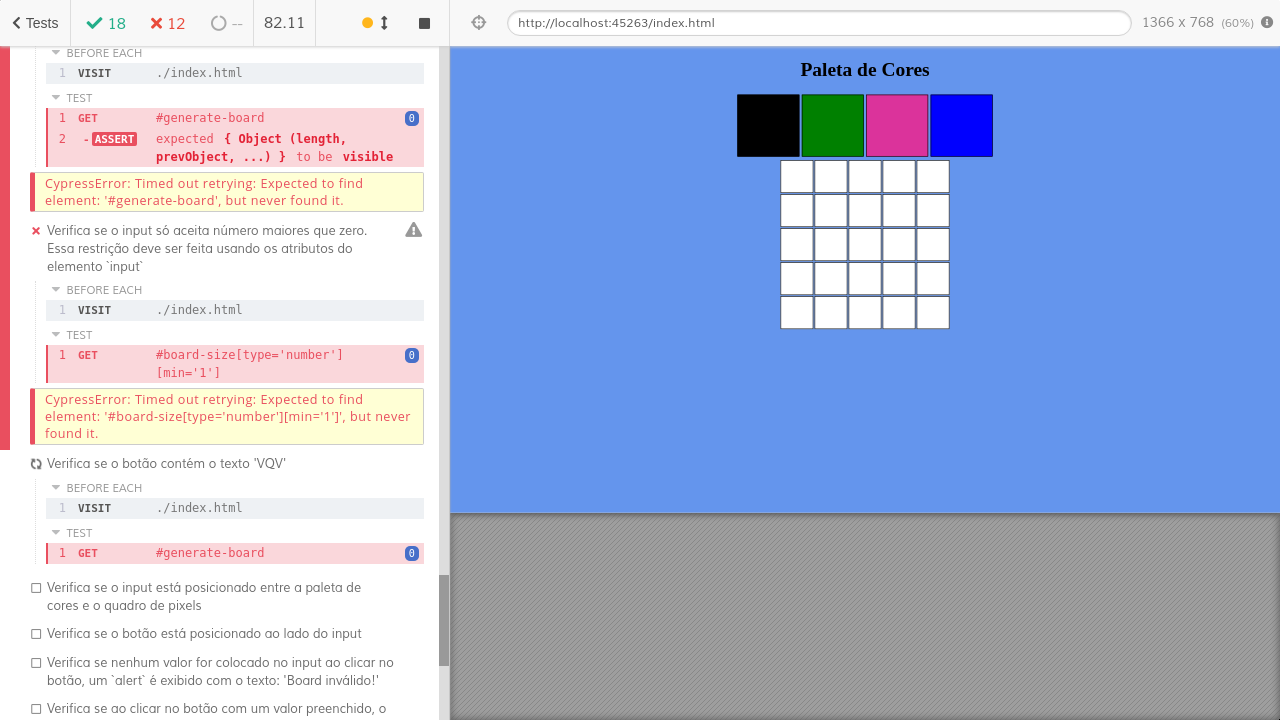 Tests
18
12
--
82.11
http://localhost:45263/index.html
1366 x 768 (60%)
BEFORE EACH
1 VISIT ./index.html
TEST
1 GET #generate-board 0
2 -ASSERT expected { Object (length,
prevObject, ...) } to be visible
CypressError: Timed out retrying: Expected to find
element: '#generate-board', but never found it.
Verifica se o input só aceita número maiores que zero.
Essa restrição deve ser feita usando os atributos do
elemento `input`
BEFORE EACH
1 VISIT ./index.html
TEST
1 GET #board-size[type='number'] 0
[min='1']
CypressError: Timed out retrying: Expected to find
element: '#board-size[type='number'][min='1']', but never
found it.
Verifica se o botão contém o texto 'VQV'
BEFORE EACH
1 VISIT ./index.html
TEST
1 GET #generate-board 0
Verifica se o input está posicionado entre a paleta de
cores e o quadro de pixels
Verifica se o botão está posicionado ao lado do input
Verifica se nenhum valor for colocado no input ao clicar no
botão, um `alert` é exibido com o texto: 'Board inválido!'
Verifica se ao clicar no botão com um valor preenchido, o
Paleta de Cores